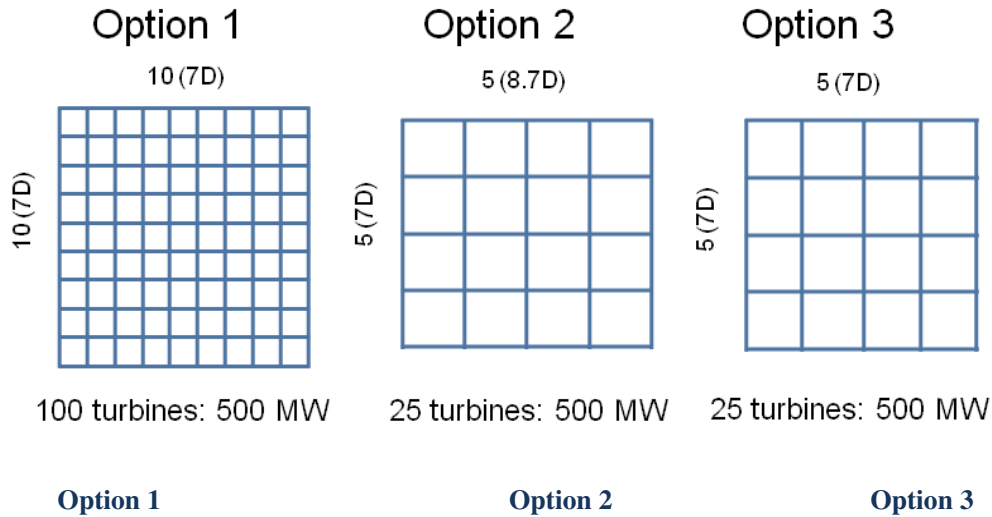 Option 1 Option 2 Option 3
10 (7D) 5 (8.7D) 5 (7D)
10 (7D) 5 (7D) 5 (7D)
100 turbines: 500 MW 25 turbines: 500 MW 25 turbines: 500 MW
Option 1 Option 2 Option 3